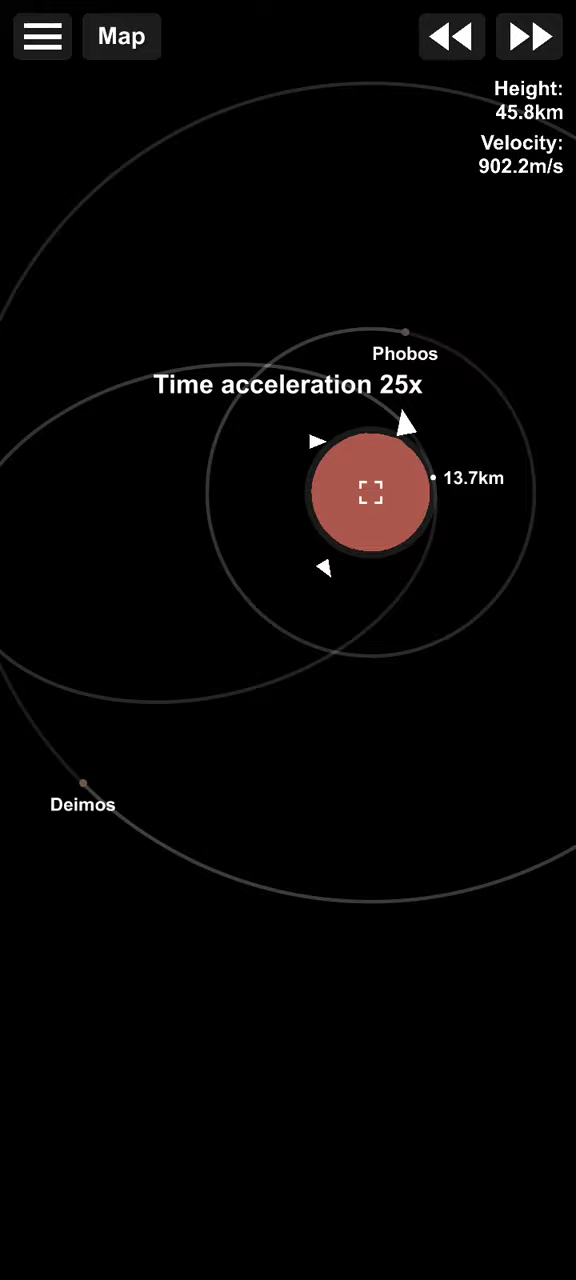 Map
Height:
45.8km
Velocity:
902.2m/s
Phobos
Time acceleration 25x
13.7km
Deimos